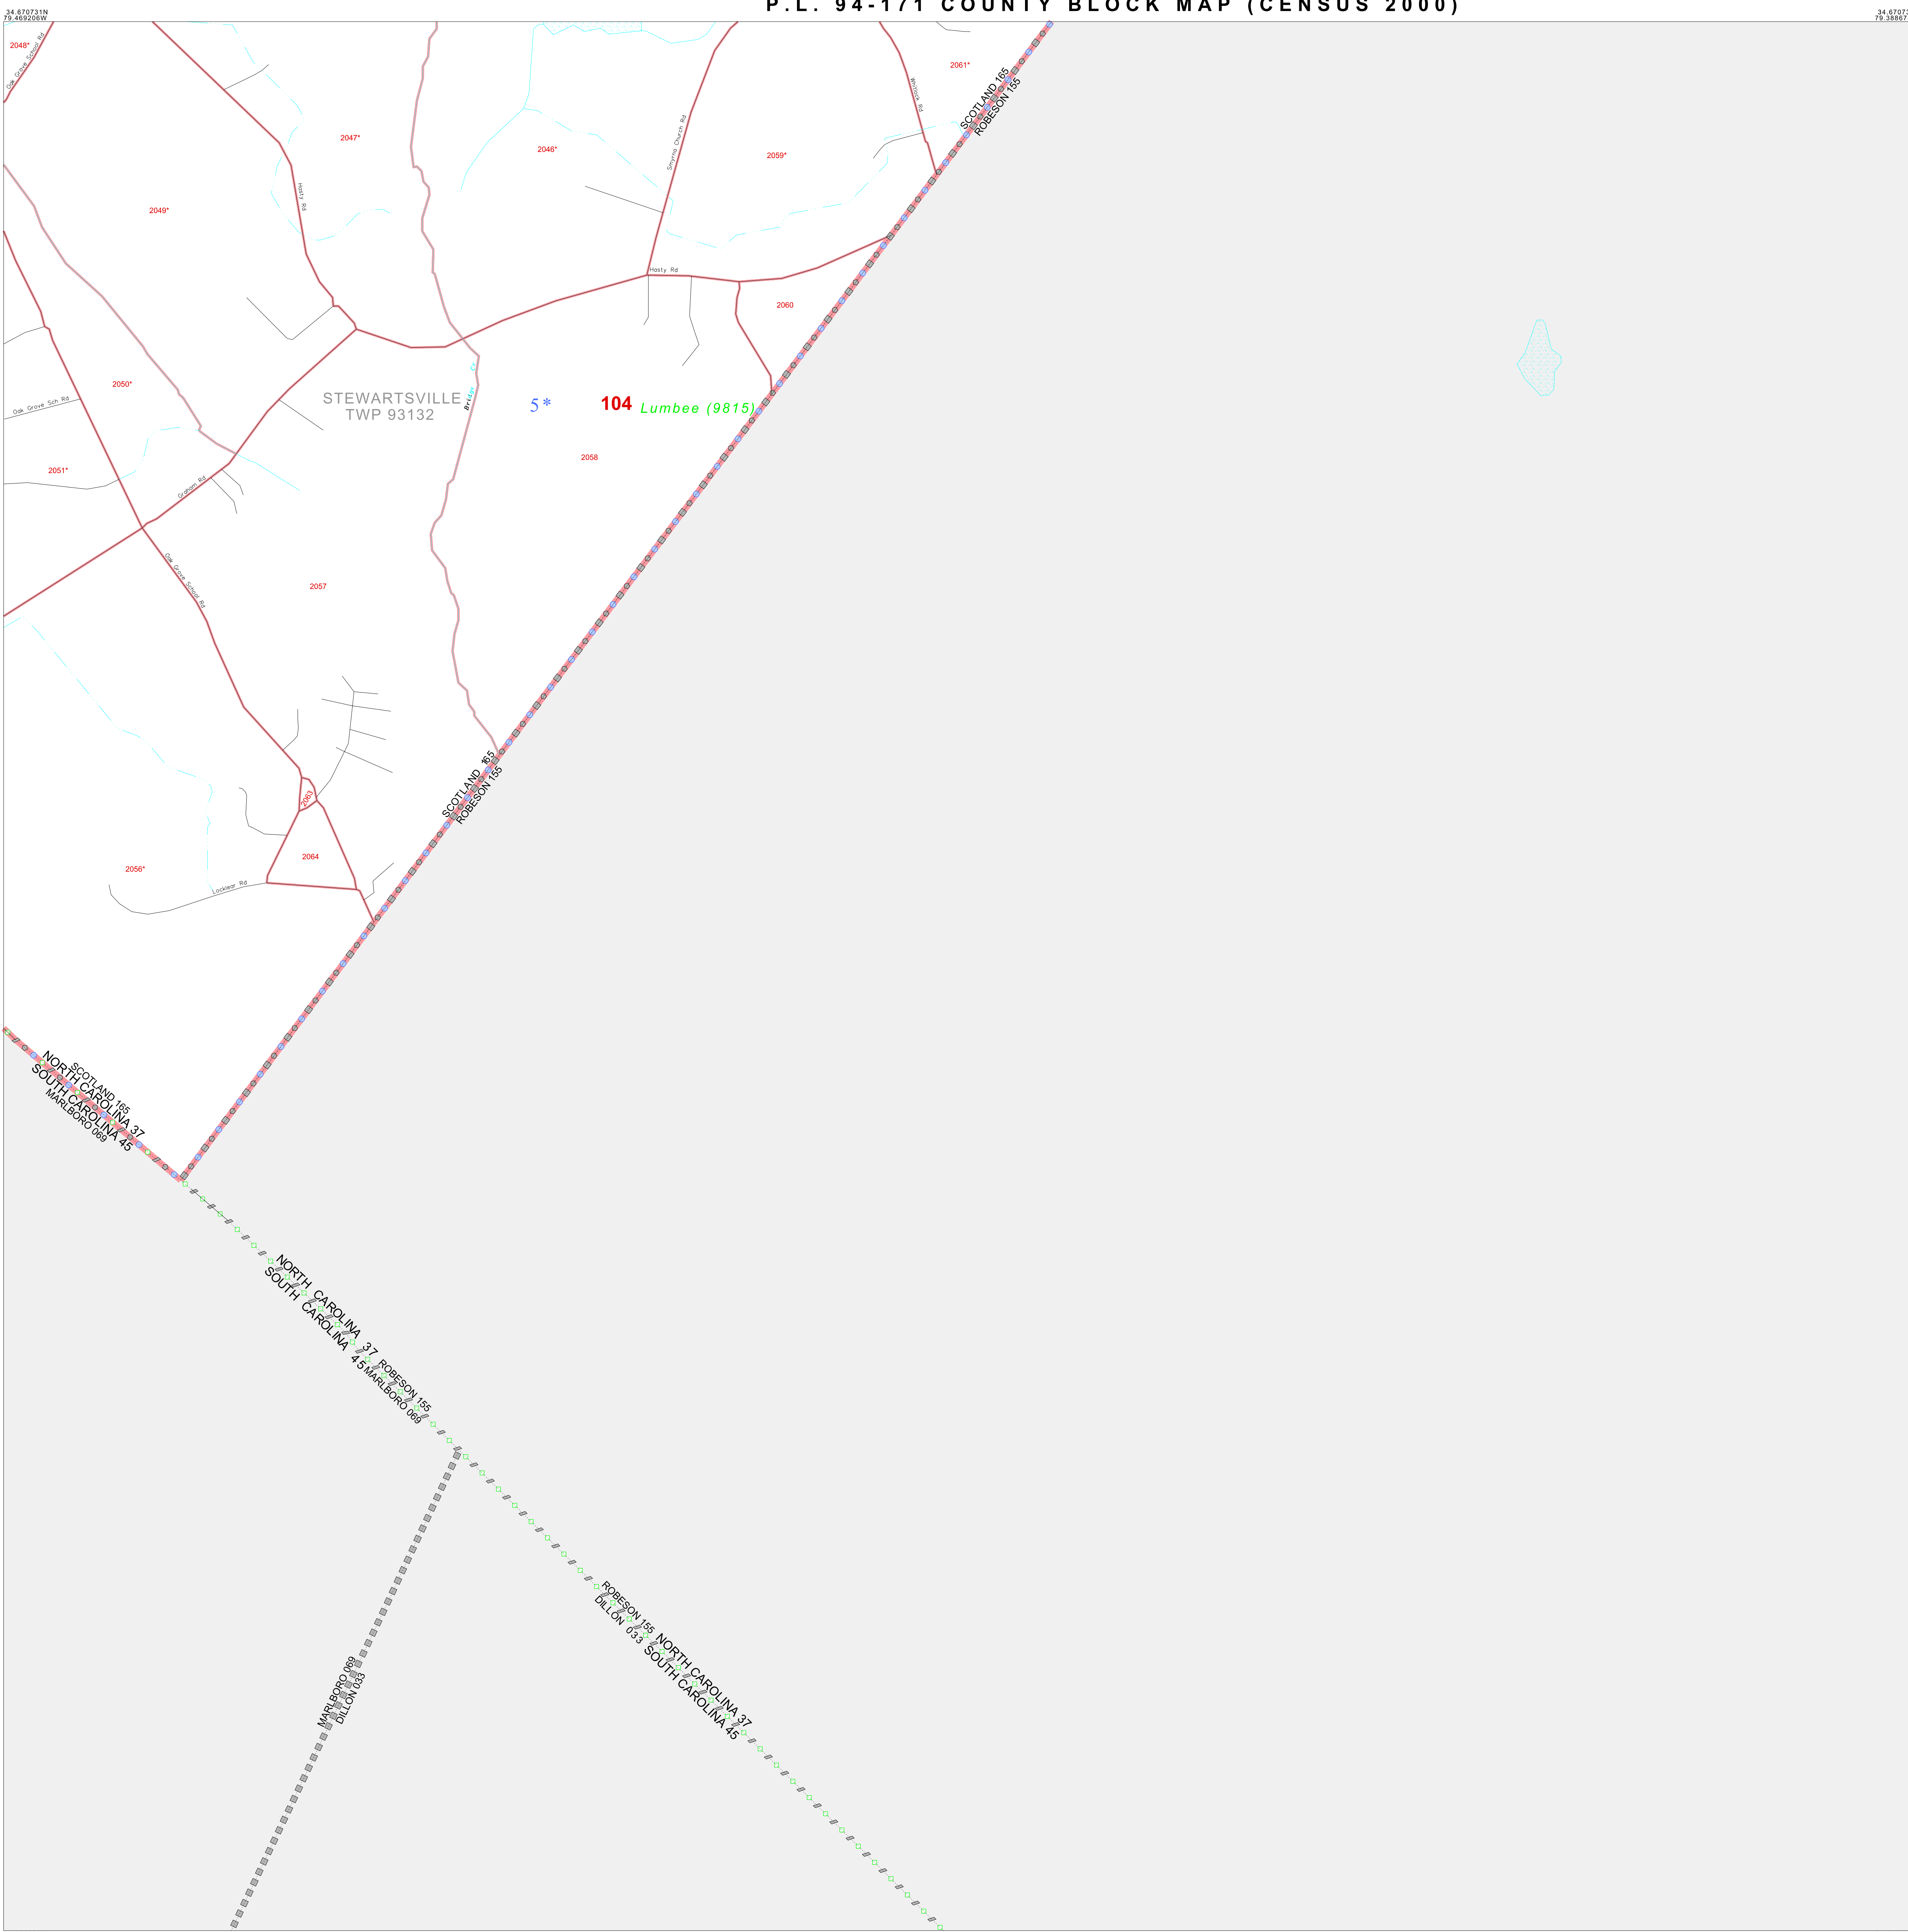 P.L. 94-171 COUNTY BLOCK MAP (CENSUS 2000)
34.670731N
79.469206W
34.67073
79.38867
2048*
Oak Grove School Rd
2047*
2046*
2061*
Whitlock Rd
SCOTLAND 165
ROBESON 155
Smyrna Church Rd
2059*
2049*
Hasty Rd
Hasty Rd
2060
2050*
STEWARTSVILLE
TWP 93132
5*
104
Lumbee (9815)
Oak Grove Sch Rd
2058
2051*
Graham Rd
Oak Grove School Rd
2057
SCOTLAND 165
ROBESON 155
2063
2064
2056*
Locklear Rd
SCOTLAND 165
NORTH CAROLINA 37
SOUTH CAROLINA 45
MARLBORO 069
NORTH CAROLINA 37
SOUTH CAROLINA 45
ROBESON 155
MARLBORO 069
ROBESON 155
DILLON 033
NORTH CAROLINA 37
SOUTH CAROLINA 45
MARLBORO 069
DILLON 033